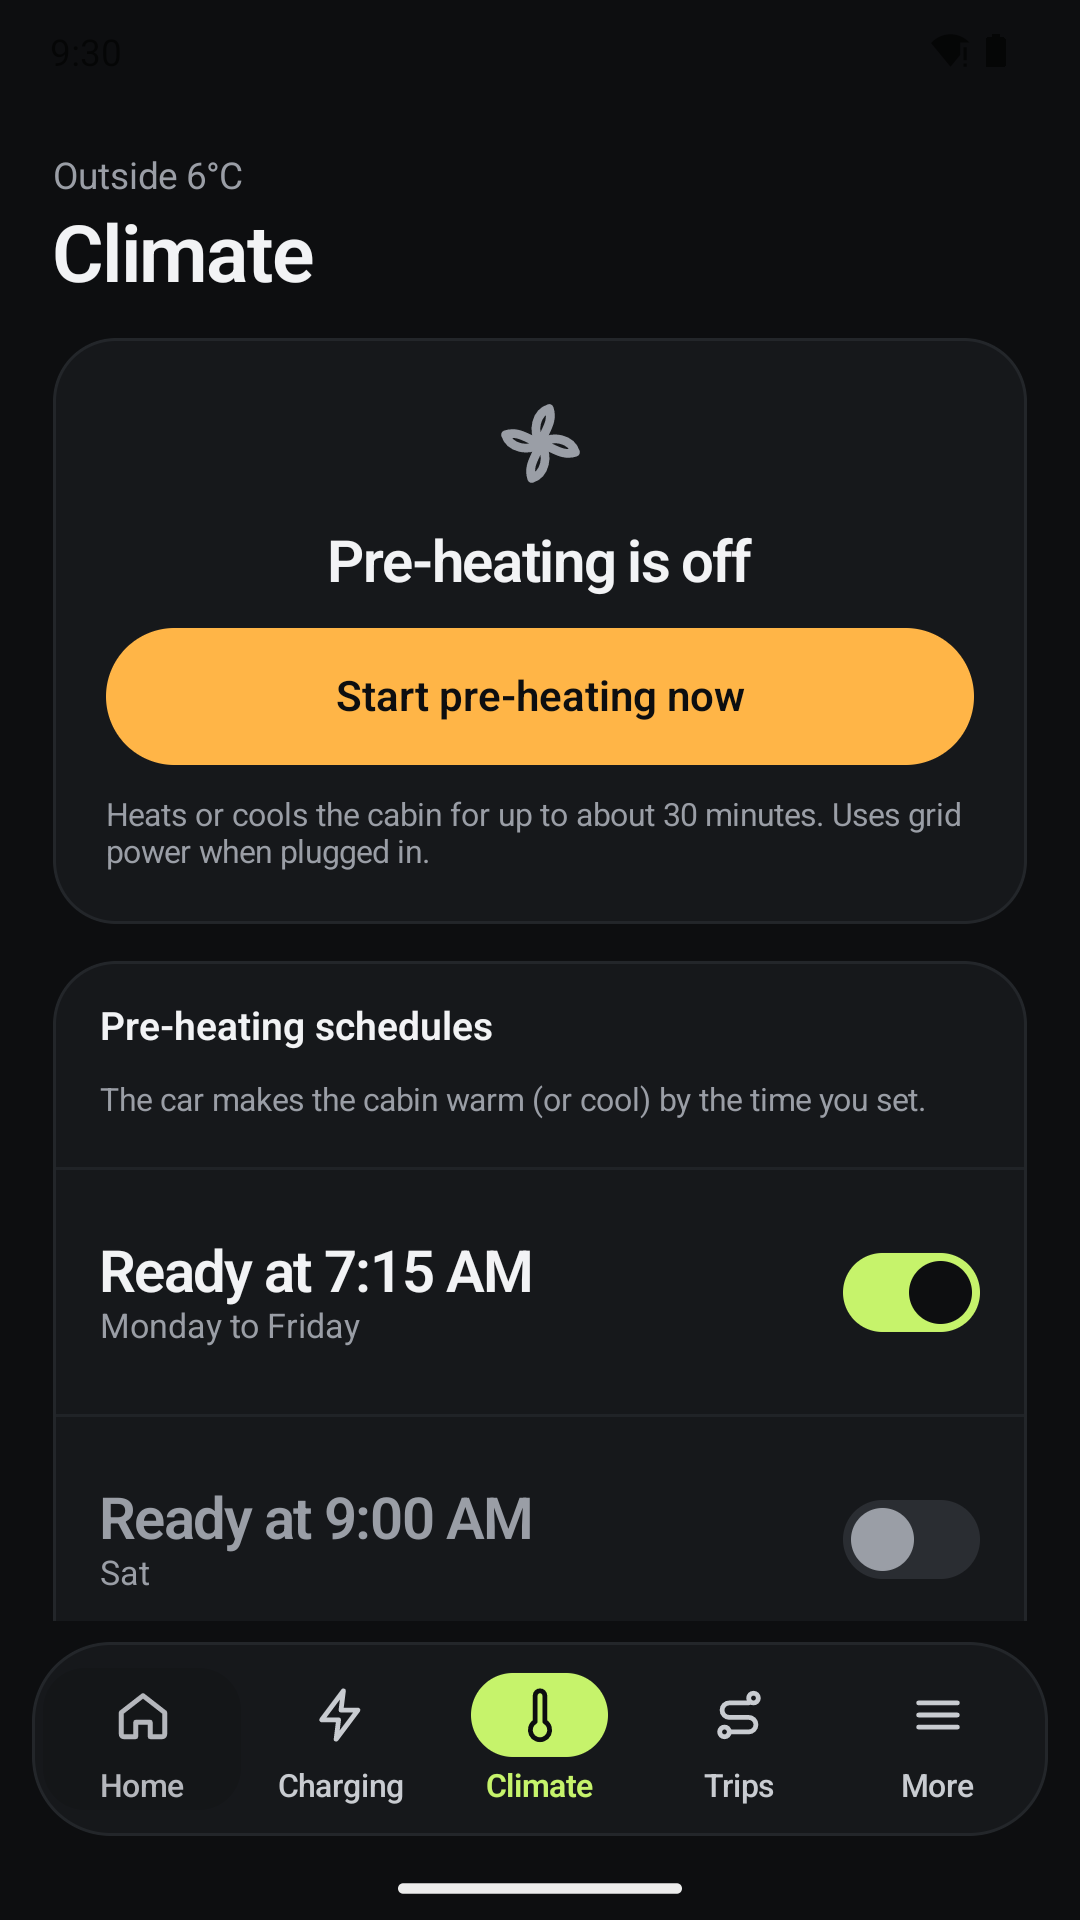 9:30
Outside 6°C
Climate
Pre-heating is off
Start pre-heating now
Heats or cools the cabin for up to about 30 minutes. Uses grid
power when plugged in.
Pre-heating schedules
The car makes the cabin warm (or cool) by the time you set.
Ready at 7:15 AM
Monday to Friday
Ready at 9:00 AM
Sat
Home
Charging
Climate
Trips
More